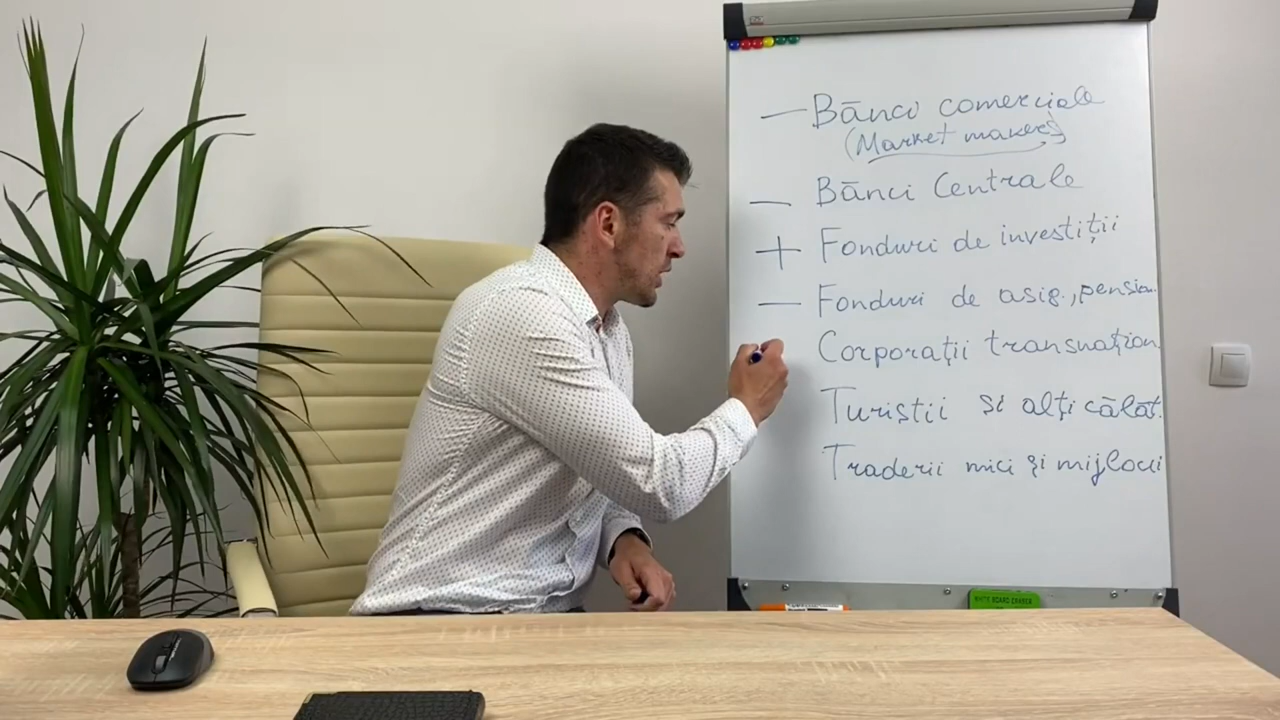 — Bănci comerciale
(Market makers)
— Bănci Centrale
+ Fonduri de investiții
— Fonduri de asig., pension.
Corporații transnațion
Turiștii și alți călăt.
Traderii mici și mijlocii